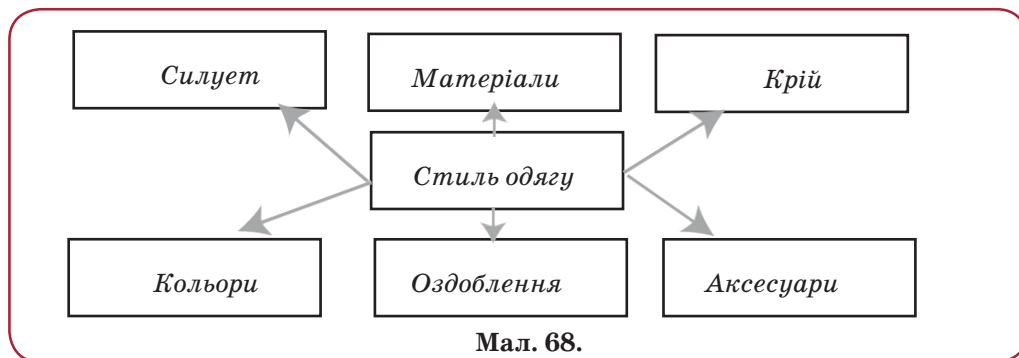 Силует
Матеріали
Крій
Стиль одягу
Кольори
Оздоблення
Аксесуари
Мал. 68.